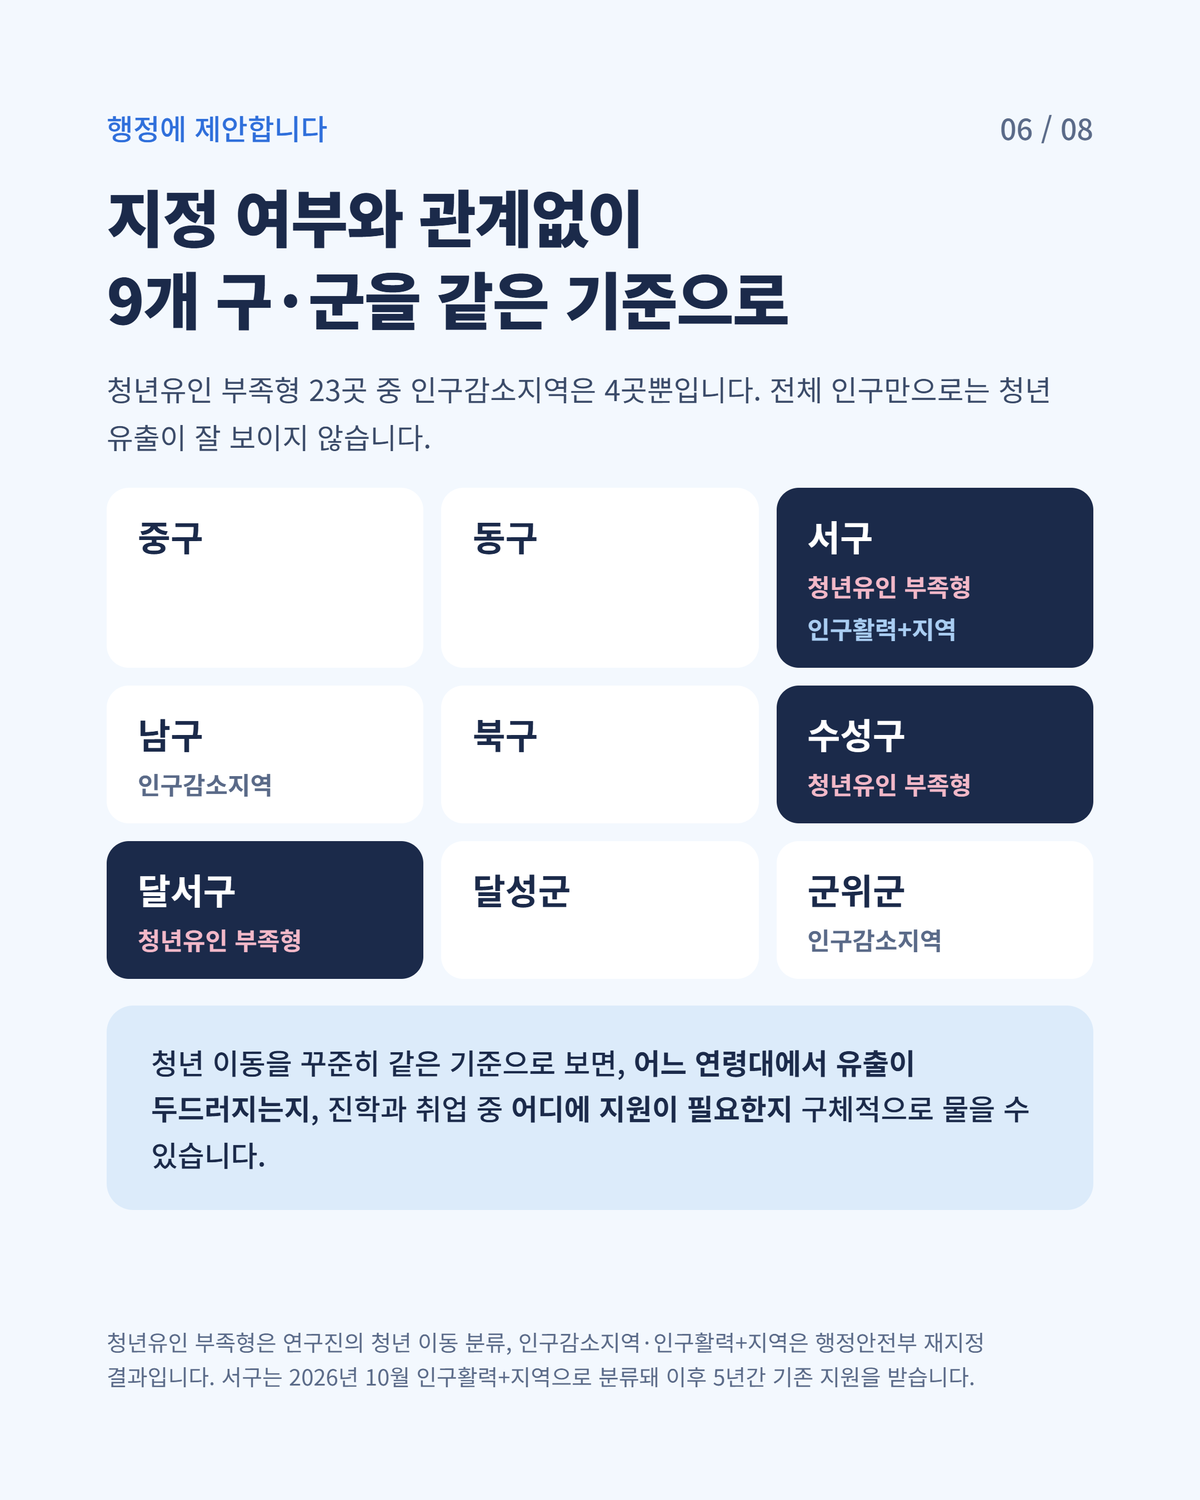 행정에 제안합니다
06 / 08
지정 여부와 관계없이
9개 구·군을 같은 기준으로
청년유인 부족형 23곳 중 인구감소지역은 4곳뿐입니다. 전체 인구만으로는 청년
유출이 잘 보이지 않습니다.
중구
동구
서구
청년유인 부족형
인구활력+지역
남구
인구감소지역
북구
수성구
청년유인 부족형
달서구
청년유인 부족형
달성군
군위군
인구감소지역
청년 이동을 꾸준히 같은 기준으로 보면, 어느 연령대에서 유출이
두드러지는지, 진학과 취업 중 어디에 지원이 필요한지 구체적으로 물을 수
있습니다.
청년유인 부족형은 연구진의 청년 이동 분류, 인구감소지역·인구활력+지역은 행정안전부 재지정
결과입니다. 서구는 2026년 10월 인구활력+지역으로 분류돼 이후 5년간 기존 지원을 받습니다.